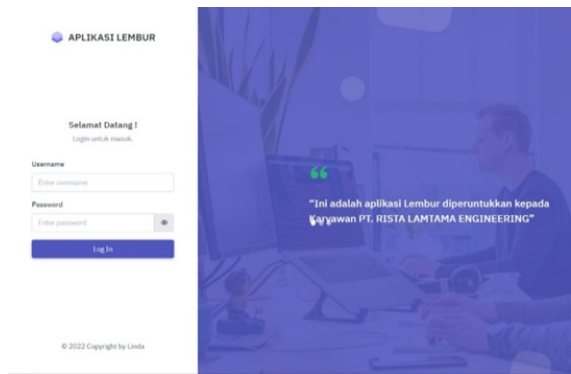 APLIKASI LEMBUR
Selamat Datang !
Login untuk masuk.
Username
Enter username
Password
Enter password
Log In
© 2022 Copyright by Linda
"Ini adalah aplikasi Lembur diperuntukkan kepada
Karyawan PT. RISTA LAMTAMA ENGINEERING"